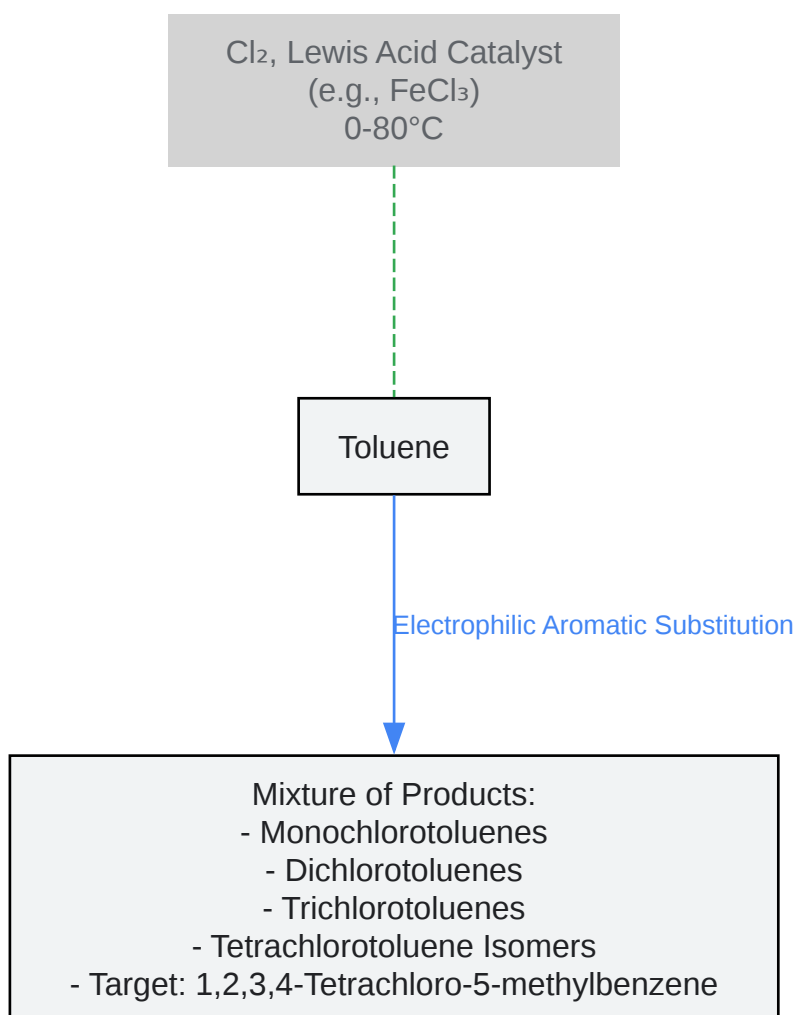 Cl₂, Lewis Acid Catalyst
(e.g., FeCl₃)
0-80°C
Toluene
Electrophilic Aromatic Substitution
Mixture of Products:
- Monochlorotoluenes
- Dichlorotoluenes
- Trichlorotoluenes
- Tetrachlorotoluene Isomers
- Target: 1,2,3,4-Tetrachloro-5-methylbenzene